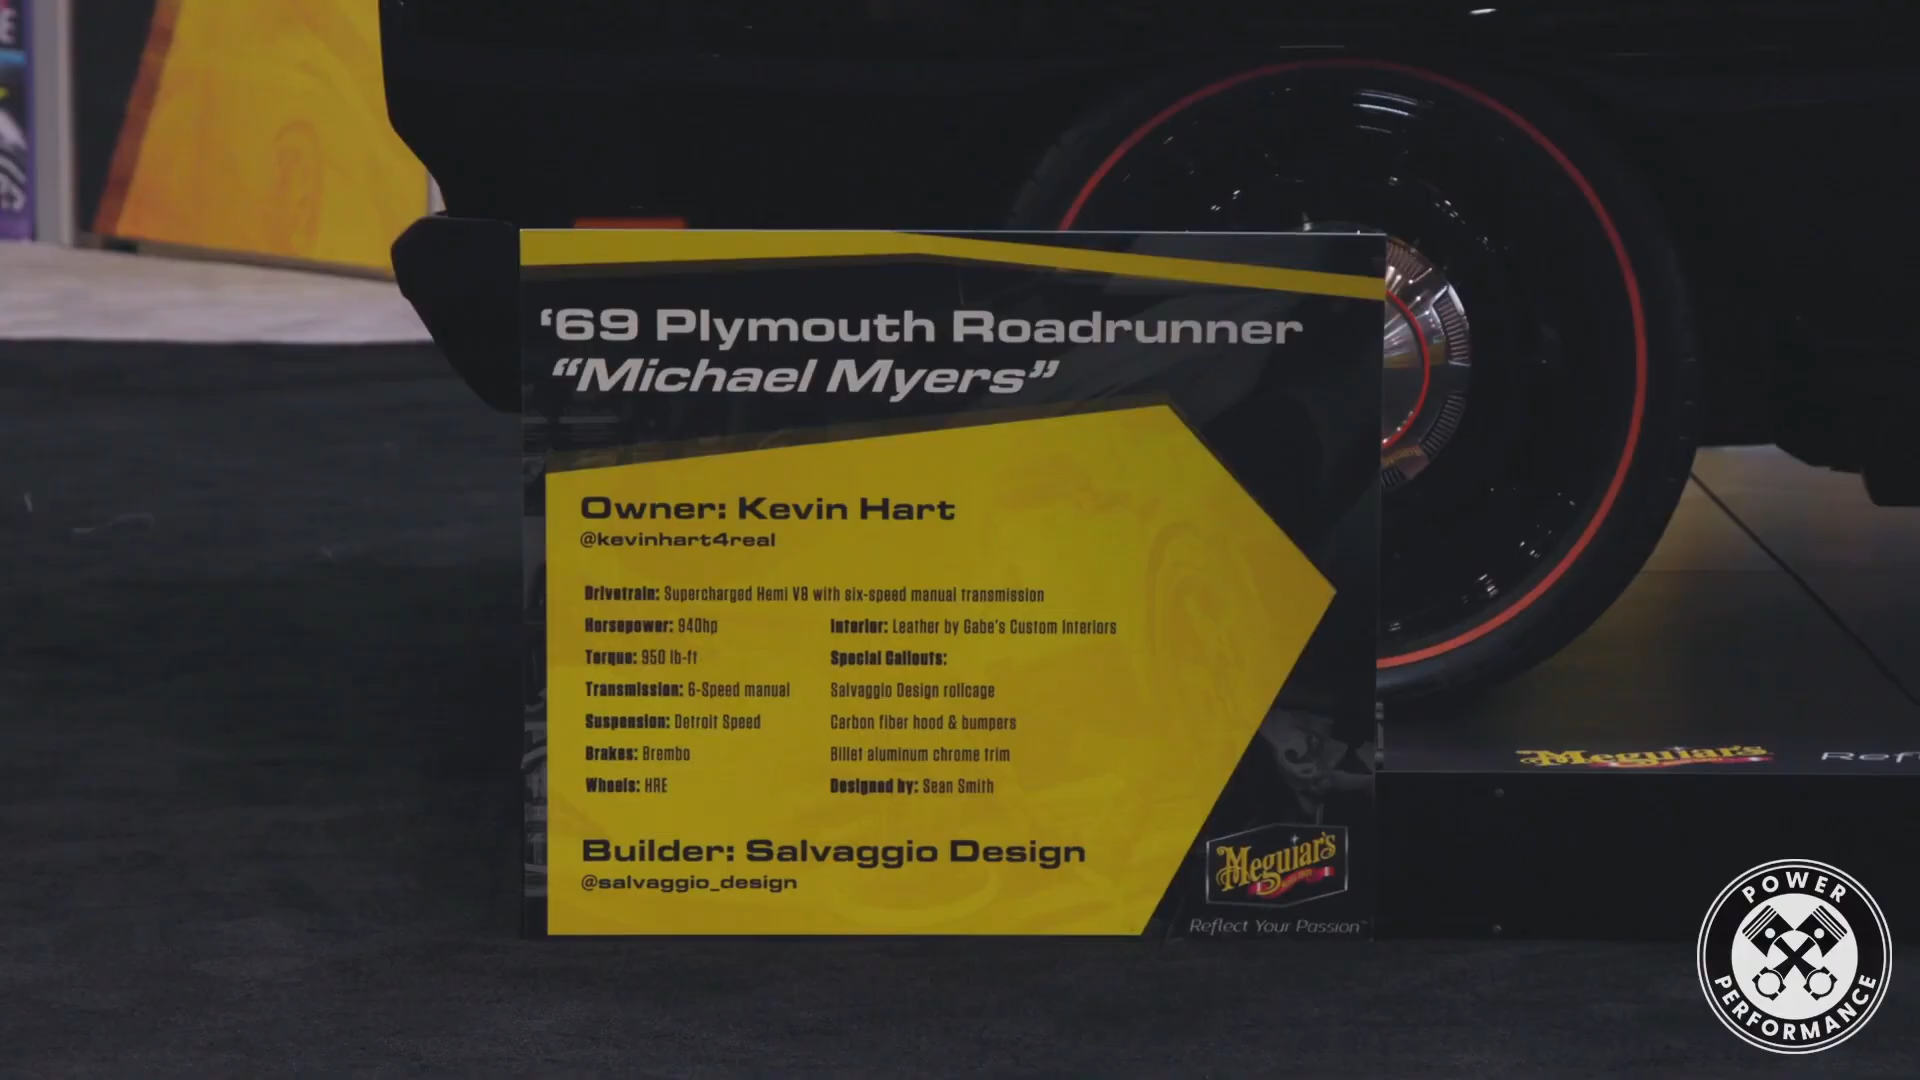 ‘69 Plymouth Roadrunner
“Michael Myers”
Owner: Kevin Hart
@kevinhart4real
Drivetrain: Supercharged Hemi V8 with six-speed manual transmission
Horsepower: 940hp
Torque: 950 lb-ft
Transmission: 6-Speed manual
Suspension: Detroit Speed
Brakes: Brembo
Wheels: HRE
Interior: Leather by Gabe's Custom Interiors
Special Callouts:
Salvaggio Design rollcage
Carbon fiber hood & bumpers
Billet aluminum chrome trim
Designed by: Sean Smith
Builder: Salvaggio Design
@salvaggio_design
Meguiar's
Reflect Your Passion™
Meguiar's
Ref
POWER
PERFORMANCE